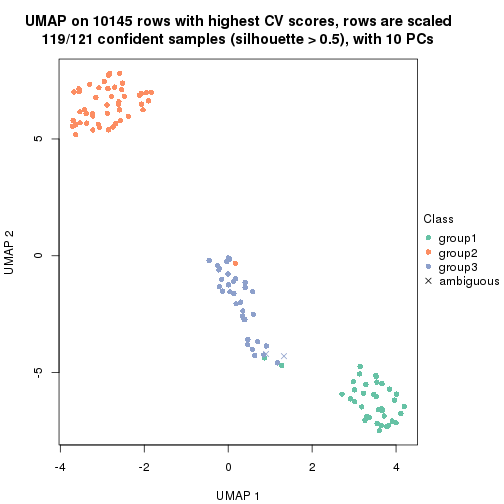 UMAP on 10145 rows with highest CV scores, rows are scaled
119/121 confident samples (silhouette > 0.5), with 10 PCs
5
0
-5
UMAP 2
-4
-2
0
2
4
UMAP 1
Class
group1
group2
group3
ambiguous